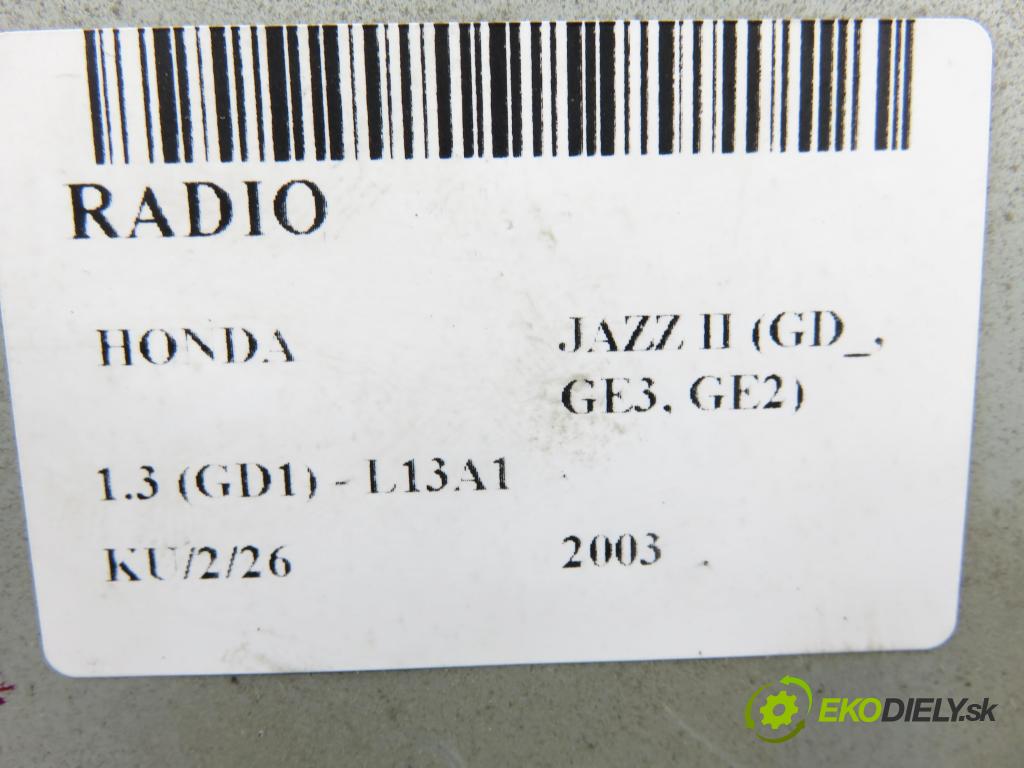 RADIO
HONDA
JAZZ II (GD_,
GE3, GE2)
1.3 (GD1) - L13A1
KU/2/26
2003
EKODIELY.sk